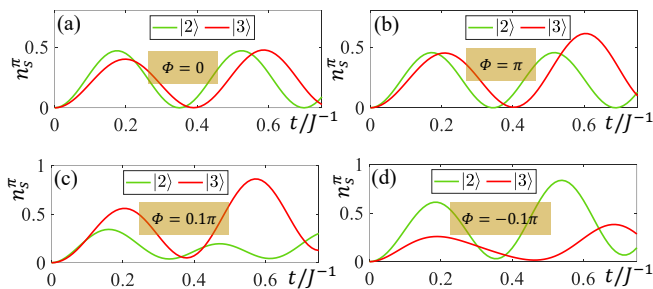 (a) |2⟩ |3⟩
n_s^π 0.5 Φ = 0
0
0 0.2 0.4 0.6 t/J⁻¹
(b) |2⟩ |3⟩
n_s^π 0.5 Φ = π
0
0 0.2 0.4 0.6 t/J⁻¹
1
(c) |2⟩ |3⟩
n_s^π 0.5 Φ = 0.1π
0
0 0.2 0.4 0.6 t/J⁻¹
1
(d) |2⟩ |3⟩
n_s^π 0.5 Φ = −0.1π
0
0 0.2 0.4 0.6 t/J⁻¹